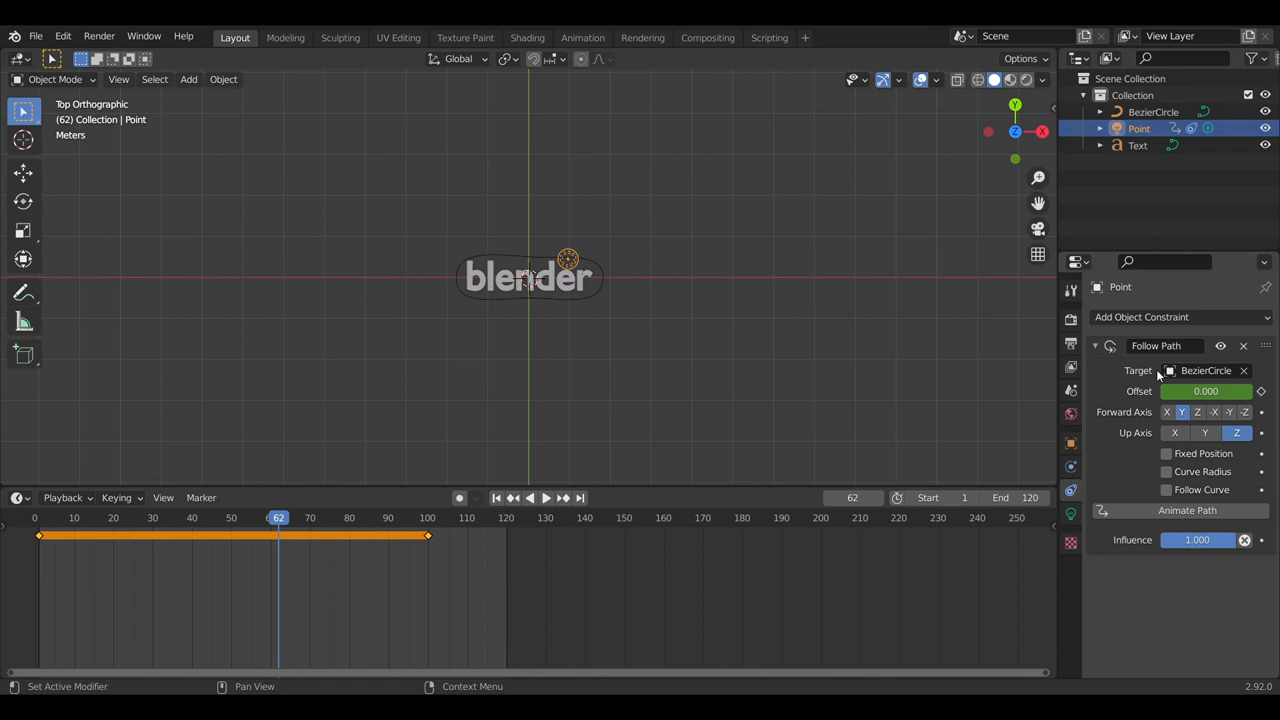 File Edit Render Window Help Layout Modeling Sculpting UV Editing Texture Paint Shading Animation Rendering Compositing Scripting + Scene View Layer
Global Options
Object Mode View Select Add Object
Scene Collection
Collection
BezierCircle
Point
Text
Top Orthographic
(62) Collection | Point
Meters
Y
Z X
blender
Point
Add Object Constraint
Follow Path
Target BezierCircle
Offset 0.000
Forward Axis X Y Z -X -Y -Z
Up Axis X Y Z
Fixed Position
Curve Radius
Follow Curve
Animate Path
Influence 1.000
Playback Keying View Marker 62 Start 1 End 120
0 10 20 30 40 50 62 70 80 90 100 110 120 130 140 150 160 170 180 190 200 210 220 230 240 250
Set Active Modifier Pan View Context Menu 2.92.0